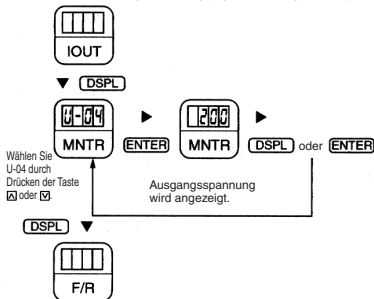 IOUT
▼ DSPL
U-04 ▶ 200 ▶
MNTR ENTER MNTR DSPL oder ENTER
Wählen Sie
U-04 durch
Drücken der Taste
∧ oder ∨.
Ausgangsspannung
wird angezeigt.
DSPL ▼
F/R